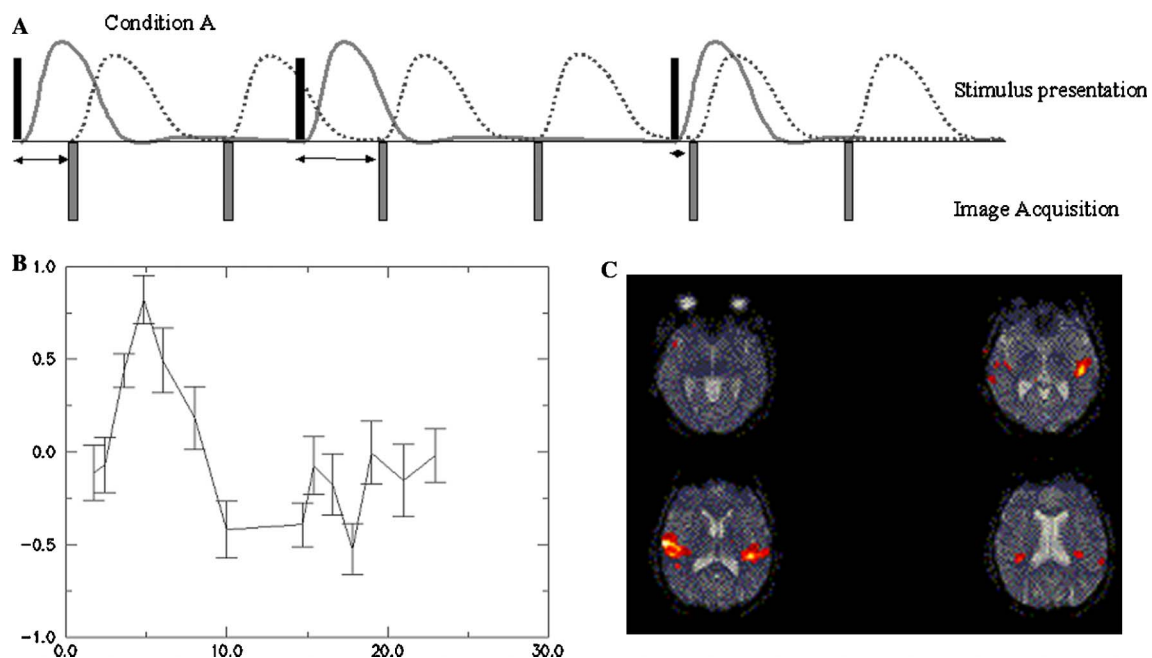 A
Condition A
Stimulus presentation
Image Acquisition
B
1.0
0.5
0.0
−0.5
−1.0
0.0
10.0
20.0
30.0
C